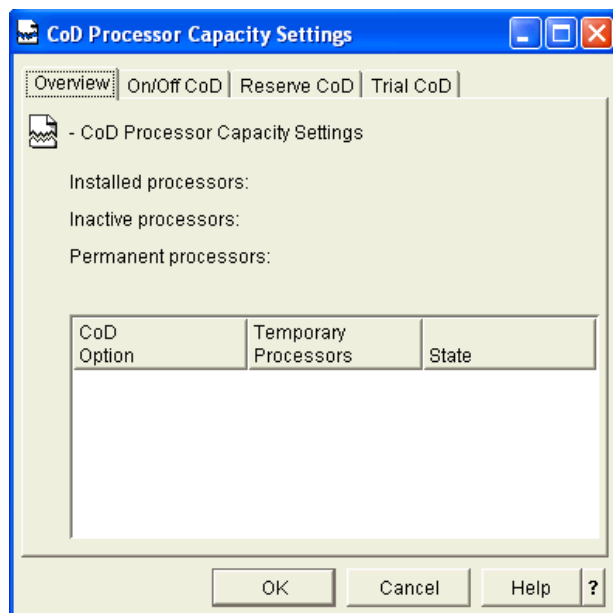 CoD Processor Capacity Settings
Overview On/Off CoD Reserve CoD Trial CoD
- CoD Processor Capacity Settings
Installed processors:
Inactive processors:
Permanent processors:
CoD Option Temporary Processors State
OK Cancel Help ?